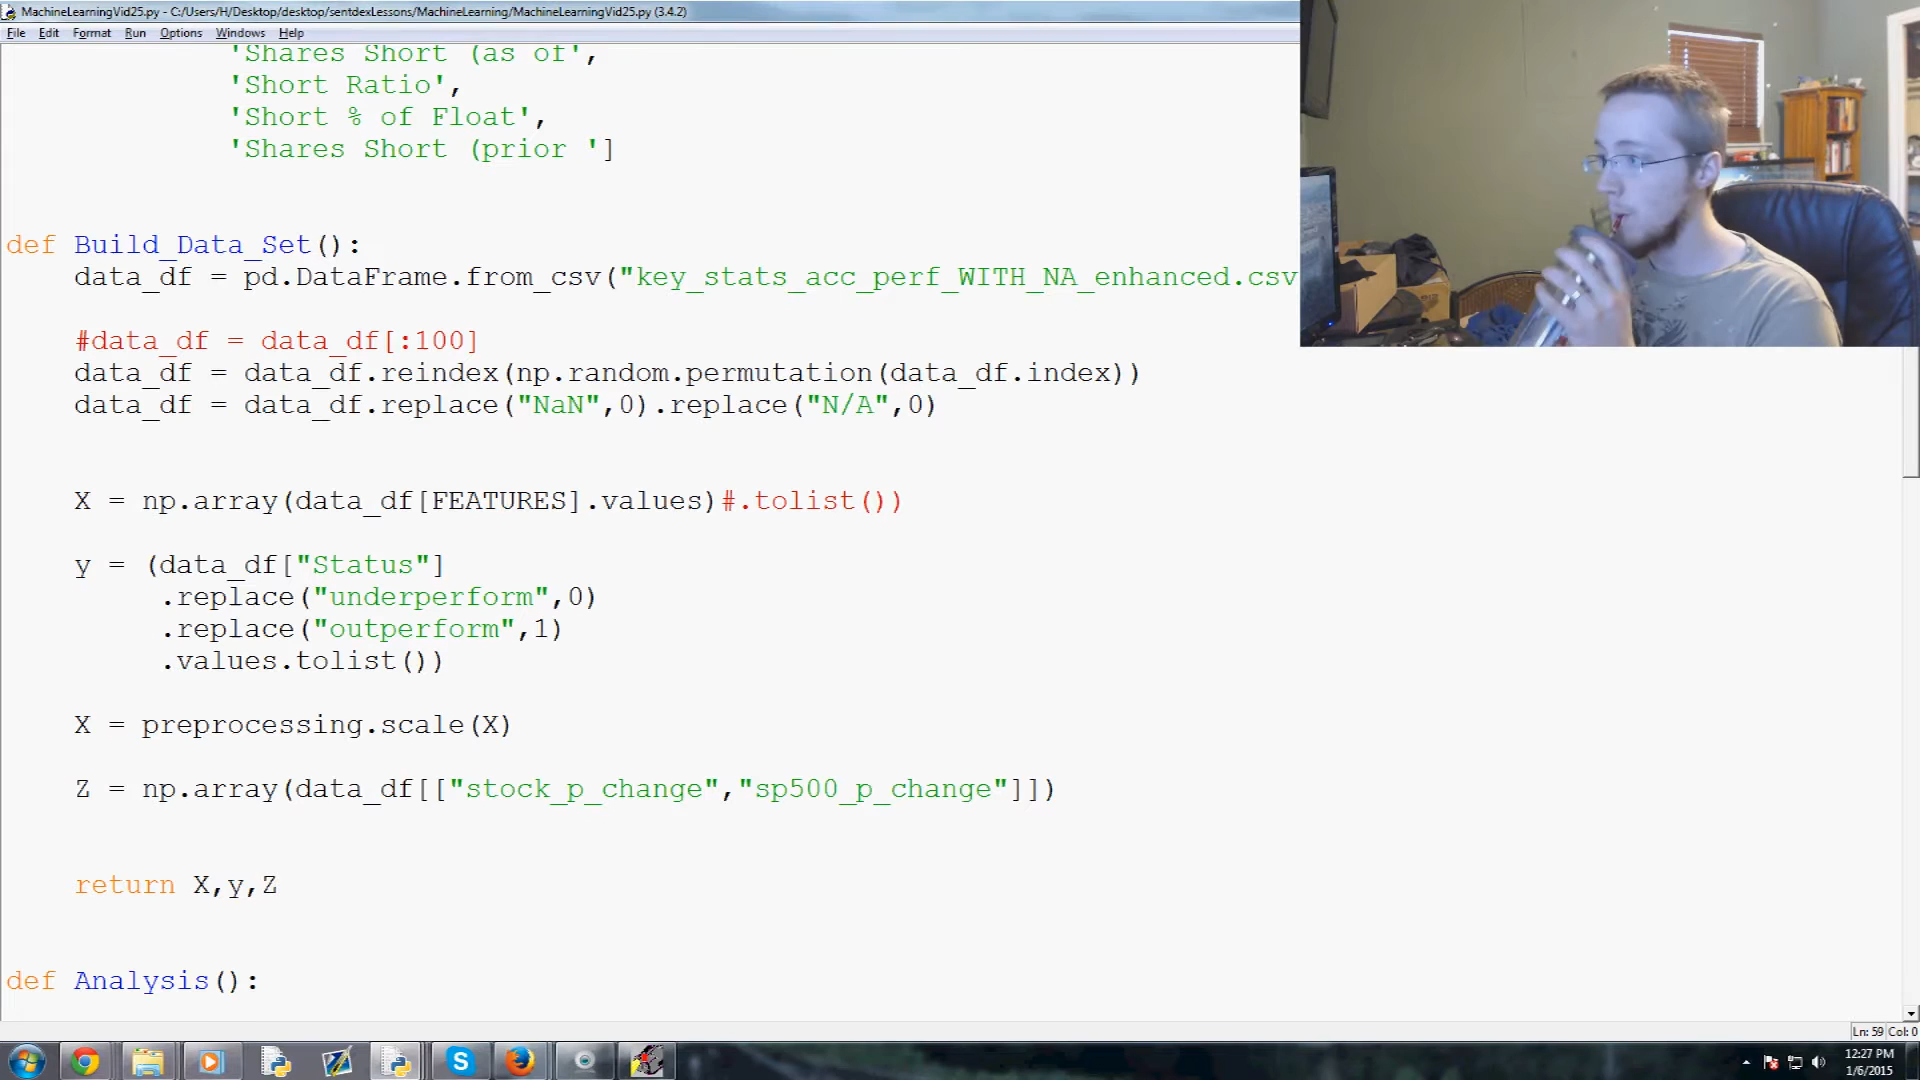 MachineLearningVid25.py - C:/Users/H/Desktop/desktop/sentdexLessons/MachineLearning/MachineLearningVid25.py (3.4.2)
File Edit Format Run Options Windows Help
'Shares Short (as of',
'Short Ratio',
'Short % of Float',
'Shares Short (prior ']
def Build_Data_Set():
data_df = pd.DataFrame.from_csv("key_stats_acc_perf_WITH_NA_enhanced.csv
#data_df = data_df[:100]
data_df = data_df.reindex(np.random.permutation(data_df.index))
data_df = data_df.replace("NaN",0).replace("N/A",0)
X = np.array(data_df[FEATURES].values)#.tolist())
y = (data_df["Status"]
.replace("underperform",0)
.replace("outperform",1)
.values.tolist())
X = preprocessing.scale(X)
Z = np.array(data_df[["stock_p_change","sp500_p_change"]])
return X,y,Z
def Analysis():
Ln: 59 Col: 0
12:27 PM
1/6/2015